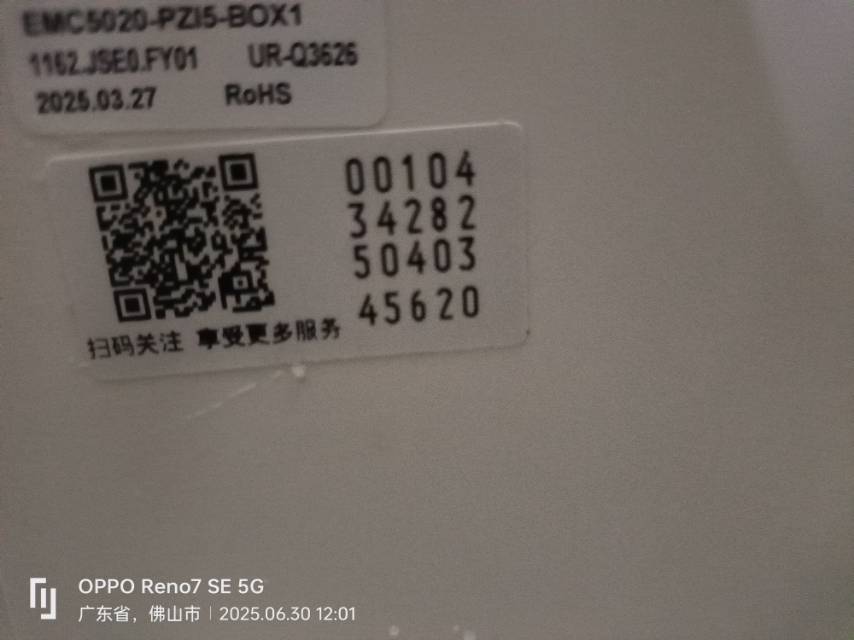 EMC5020-PZI5-BOX1
1162.JSE0.FY01 UR-Q3626
2025.03.27 RoHS
00104
34282
50403
45620
扫码关注 享受更多服务
OPPO Reno7 SE 5G
广东省，佛山市 | 2025.06.30 12:01